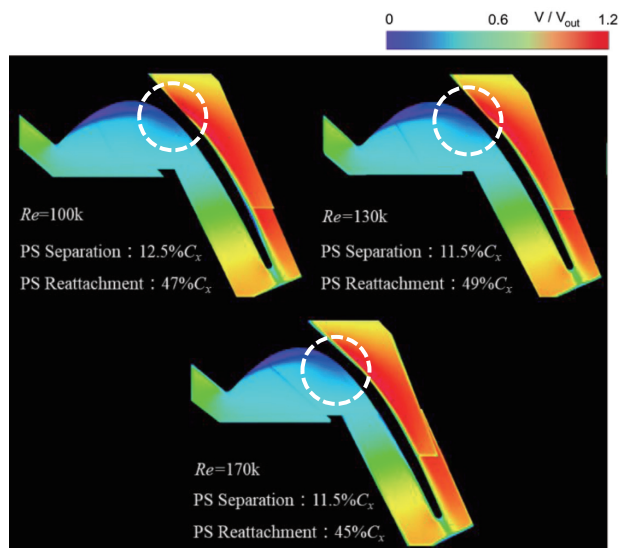 0 0.6 V / Vout 1.2
Re=100k
PS Separation：12.5%Cx
PS Reattachment：47%Cx
Re=130k
PS Separation：11.5%Cx
PS Reattachment：49%Cx
Re=170k
PS Separation：11.5%Cx
PS Reattachment：45%Cx